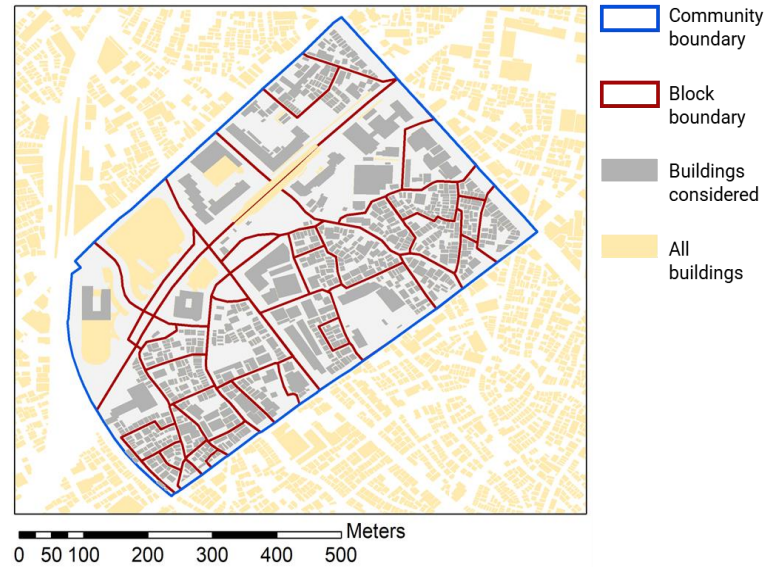 Community
boundary
Block
boundary
Buildings
considered
All
buildings
Meters
0 50 100 200 300 400 500